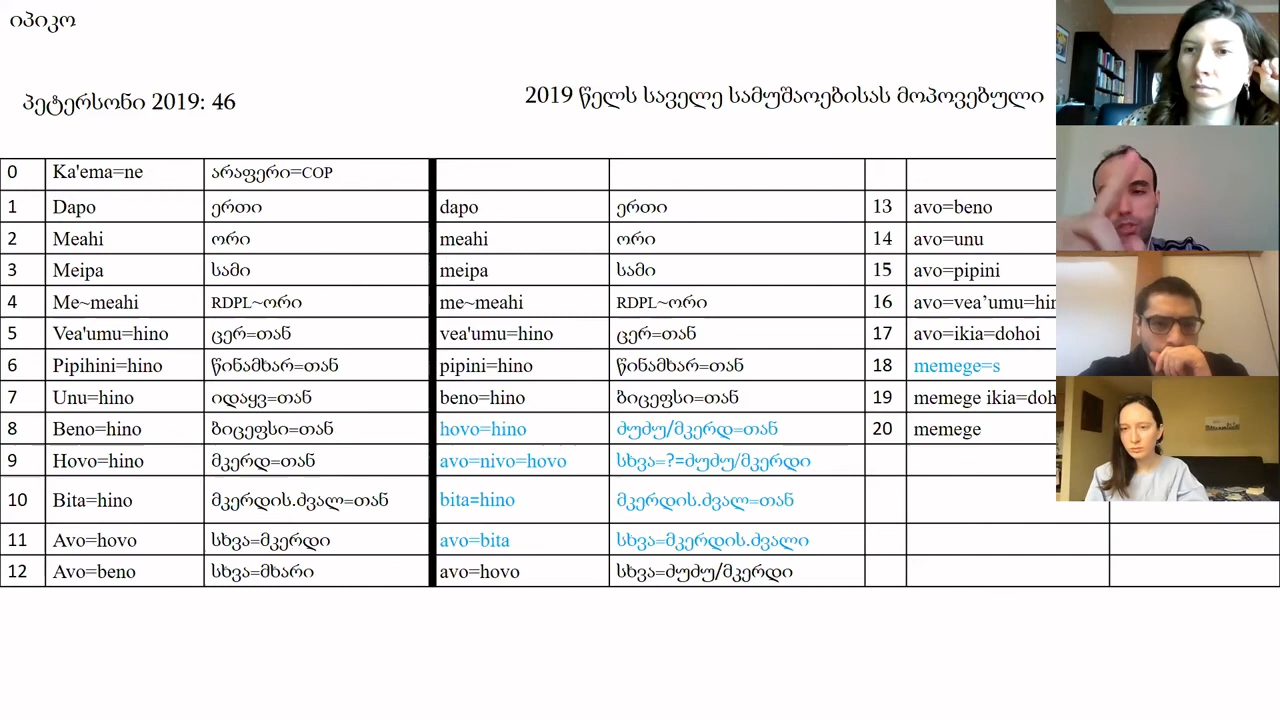 იპიკო
პეტერსონი 2019: 46
2019 წელს საველე სამუშაოებისას მოპოვებული
0 Ka'ema=ne არაფერი=COP
1 Dapo ერთი dapo ერთი 13 avo=beno
2 Meahi ორი meahi ორი 14 avo=unu
3 Meipa სამი meipa სამი 15 avo=pipini
4 Me~meahi RDPL~ორი me~meahi RDPL~ორი 16 avo=vea’umu=hin
5 Vea'umu=hino ცერ=თან vea'umu=hino ცერ=თან 17 avo=ikia=dohoi
6 Pipihini=hino წინამხარ=თან pipini=hino წინამხარ=თან 18 memege=s
7 Unu=hino იდაყვ=თან beno=hino ბიცეფსი=თან 19 memege ikia=doh
8 Beno=hino ბიცეფსი=თან hovo=hino ძუძუ/მკერდ=თან 20 memege
9 Hovo=hino მკერდ=თან avo=nivo=hovo სხვა=?=ძუძუ/მკერდი
10 Bita=hino მკერდის.ძვალ=თან bita=hino მკერდის.ძვალ=თან
11 Avo=hovo სხვა=მკერდი avo=bita სხვა=მკერდის.ძვალი
12 Avo=beno სხვა=მხარი avo=hovo სხვა=ძუძუ/მკერდი